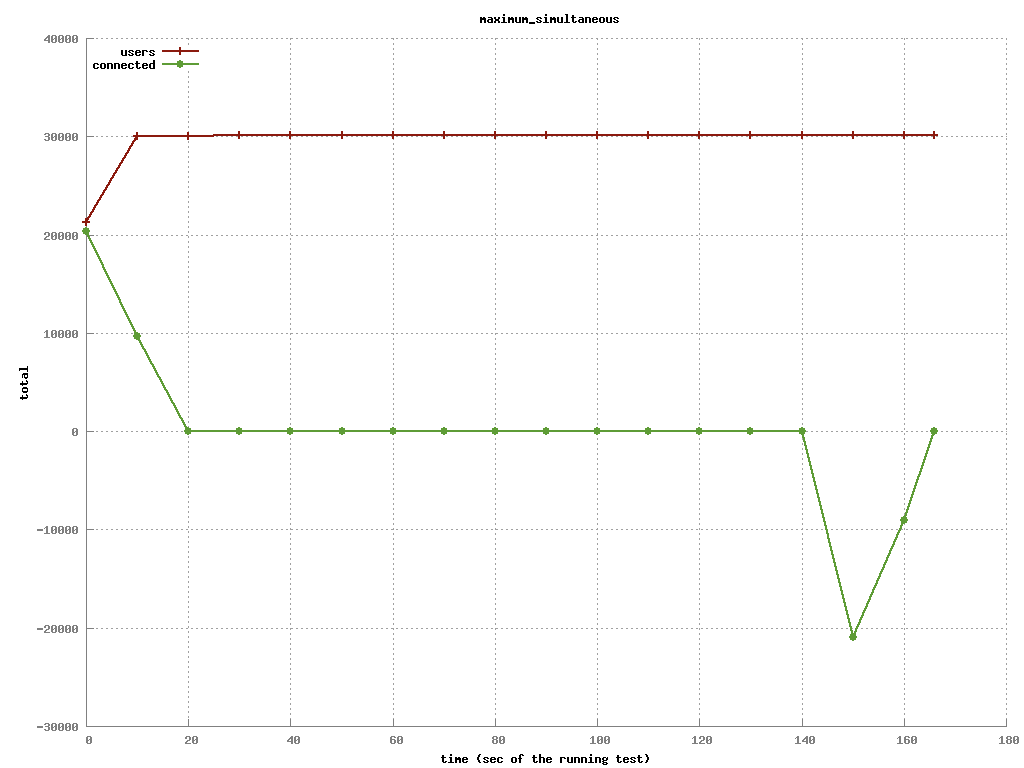 maximum_simultaneous
users
connected
40000
30000
20000
10000
0
-10000
-20000
-30000
total
0 20 40 60 80 100 120 140 160 180
time (sec of the running test)